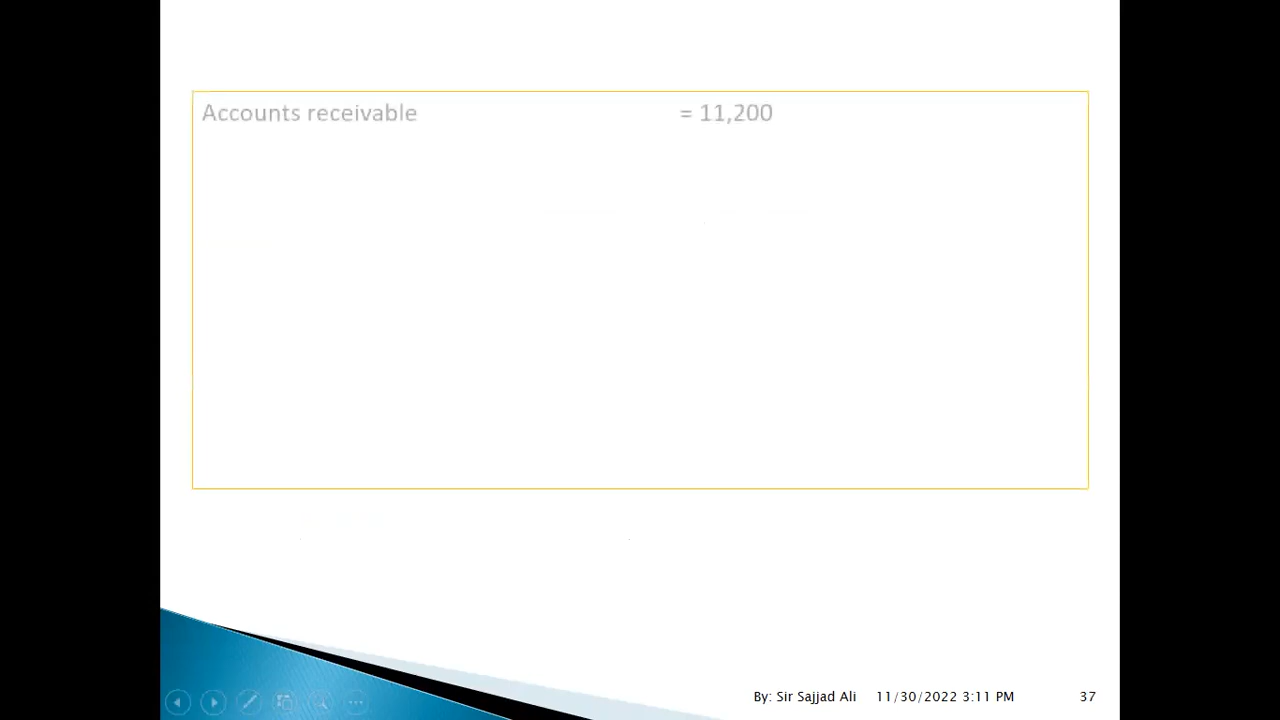 Accounts receivable = 11,200
By: Sir Sajjad Ali 11/30/2022 3:11 PM 37